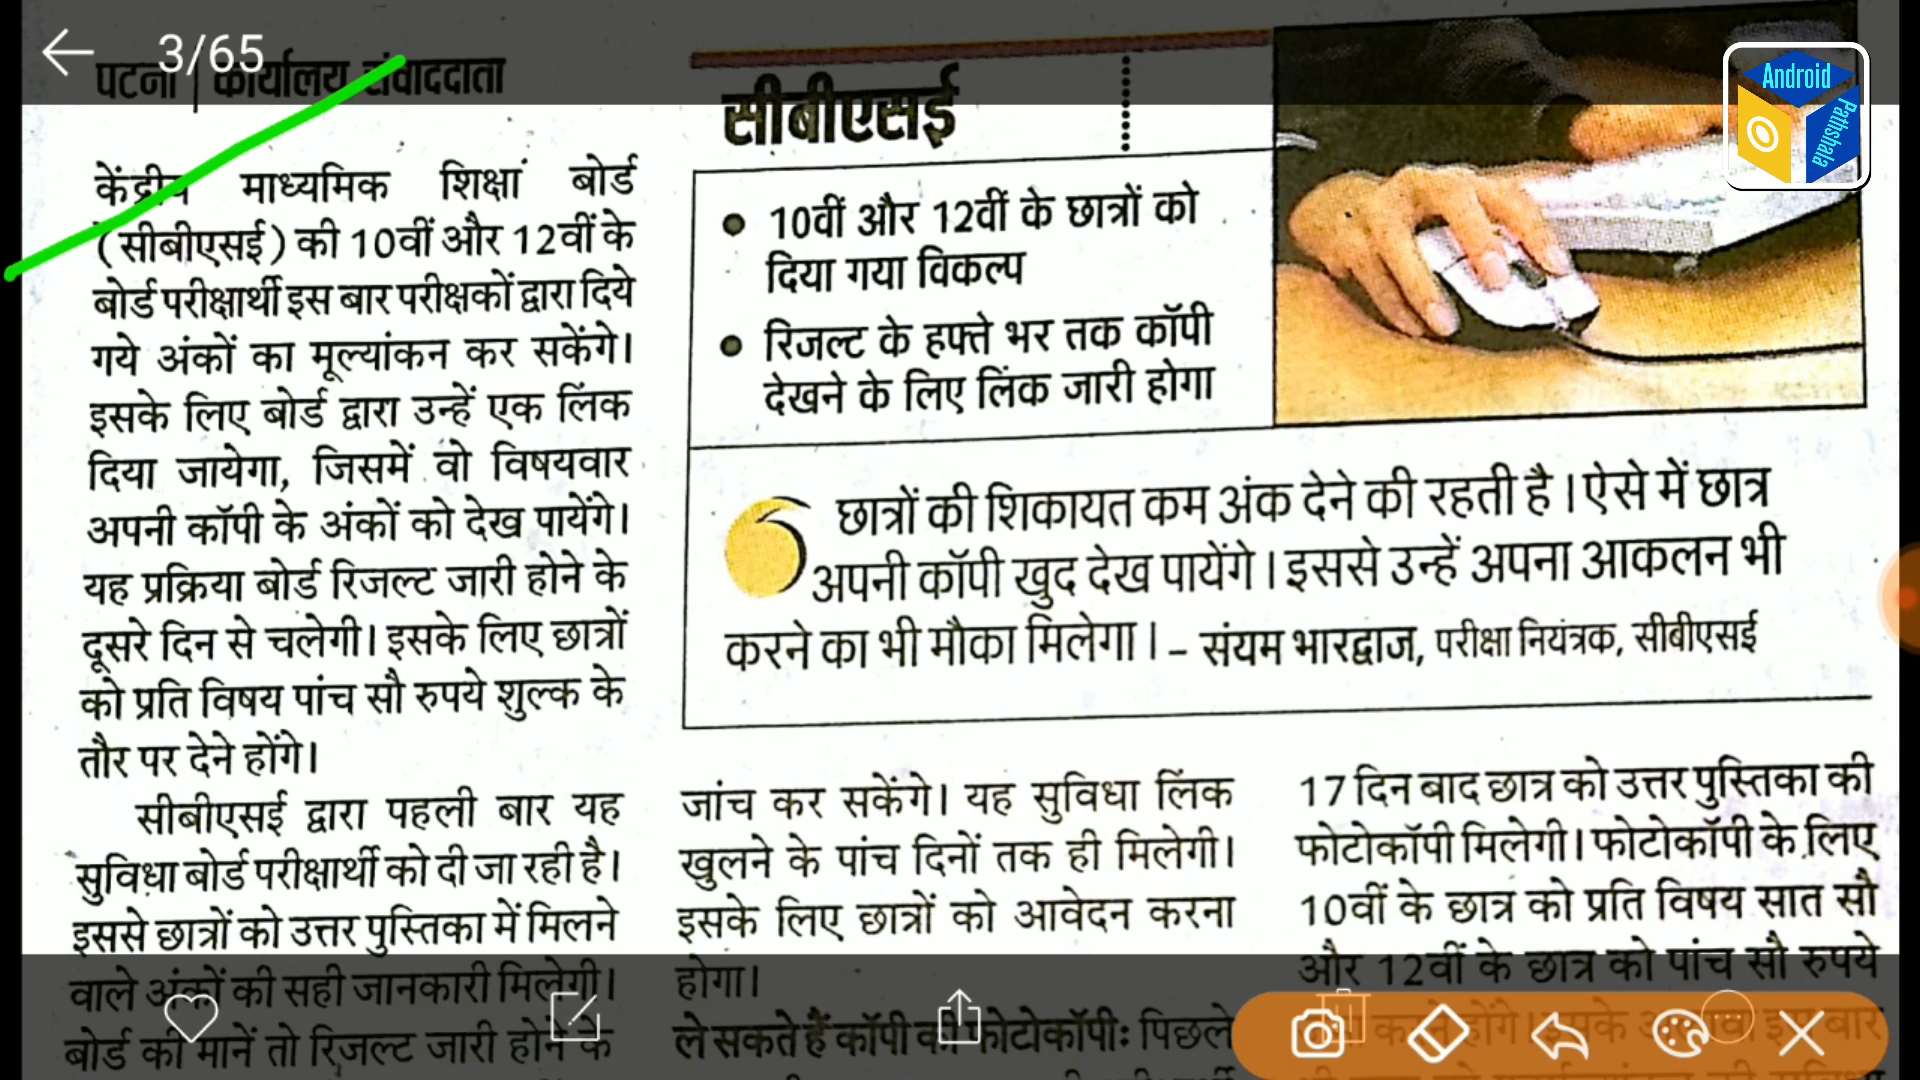 3/65
पटना | कार्यालय संवाददाता
केंद्रीय माध्यमिक शिक्षां बोर्ड
(सीबीएसई) की 10वीं और 12वीं के
बोर्ड परीक्षार्थी इस बार परीक्षकों द्वारा दिये
गये अंकों का मूल्यांकन कर सकेंगे।
इसके लिए बोर्ड द्वारा उन्हें एक लिंक
दिया जायेगा, जिसमें वो विषयवार
अपनी कॉपी के अंकों को देख पायेंगे।
यह प्रक्रिया बोर्ड रिजल्ट जारी होने के
दूसरे दिन से चलेगी। इसके लिए छात्रों
को प्रति विषय पांच सौ रुपये शुल्क के
तौर पर देने होंगे।
सीबीएसई द्वारा पहली बार यह
सुविधा बोर्ड परीक्षार्थी को दी जा रही है।
इससे छात्रों को उत्तर पुस्तिका में मिलने
वाले अंकों की सही जानकारी मिलेगी।
बोर्ड की मानें तो रिजल्ट जारी होने के
सीबीएसई
• 10वीं और 12वीं के छात्रों को
दिया गया विकल्प
• रिजल्ट के हफ्ते भर तक कॉपी
देखने के लिए लिंक जारी होगा
छात्रों की शिकायत कम अंक देने की रहती है। ऐसे में छात्र
अपनी कॉपी खुद देख पायेंगे। इससे उन्हें अपना आकलन भी
करने का भी मौका मिलेगा। – संयम भारद्वाज, परीक्षा नियंत्रक, सीबीएसई
जांच कर सकेंगे। यह सुविधा लिंक
खुलने के पांच दिनों तक ही मिलेगी।
इसके लिए छात्रों को आवेदन करना
होगा।
ले सकते हैं कॉपी की फोटोकॉपी: पिछले
17 दिन बाद छात्र को उत्तर पुस्तिका की
फोटोकॉपी मिलेगी। फोटोकॉपी के लिए
10वीं के छात्र को प्रति विषय सात सौ
और 12वीं के छात्र को पांच सौ रुपये
होंगे।
इस बार
Android
Pathshala